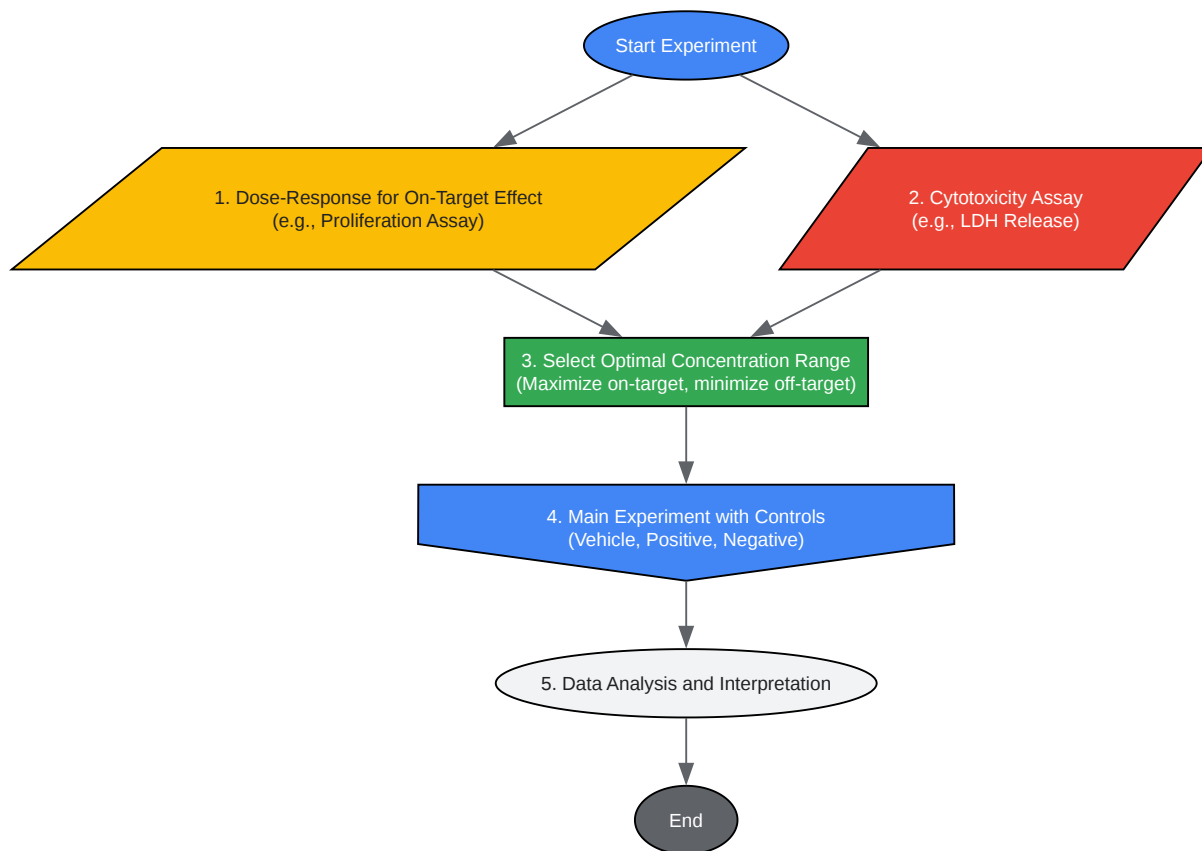 Start Experiment
1. Dose-Response for On-Target Effect
(e.g., Proliferation Assay)
2. Cytotoxicity Assay
(e.g., LDH Release)
3. Select Optimal Concentration Range
(Maximize on-target, minimize off-target)
4. Main Experiment with Controls
(Vehicle, Positive, Negative)
5. Data Analysis and Interpretation
End